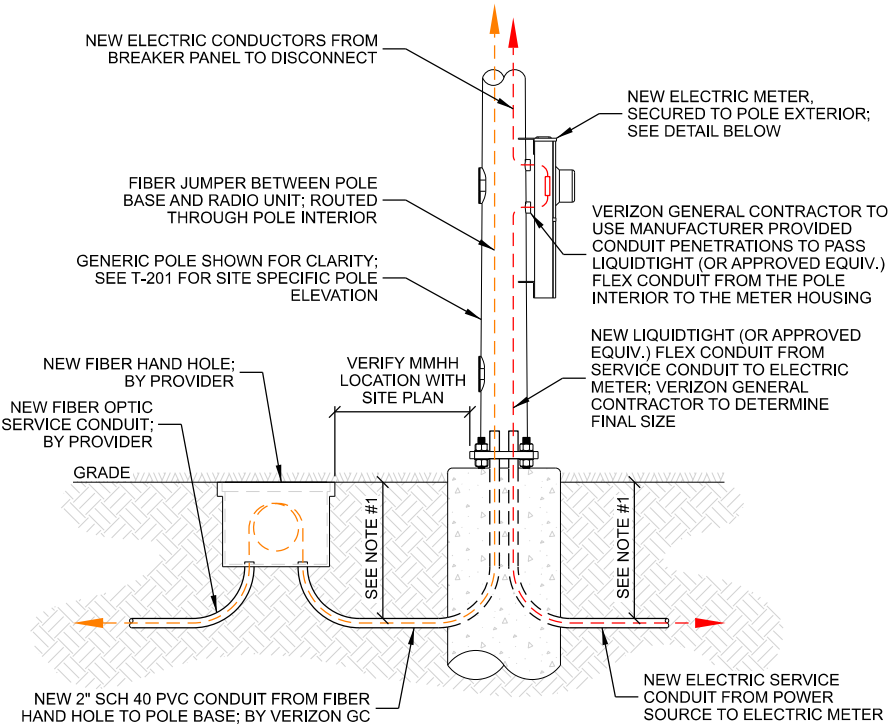 NEW ELECTRIC CONDUCTORS FROM
BREAKER PANEL TO DISCONNECT
NEW ELECTRIC METER,
SECURED TO POLE EXTERIOR;
SEE DETAIL BELOW
FIBER JUMPER BETWEEN POLE
BASE AND RADIO UNIT; ROUTED
THROUGH POLE INTERIOR
VERIZON GENERAL CONTRACTOR TO
USE MANUFACTURER PROVIDED
CONDUIT PENETRATIONS TO PASS
LIQUIDTIGHT (OR APPROVED EQUIV.)
FLEX CONDUIT FROM THE POLE
INTERIOR TO THE METER HOUSING
GENERIC POLE SHOWN FOR CLARITY;
SEE T-201 FOR SITE SPECIFIC POLE
ELEVATION
NEW LIQUIDTIGHT (OR APPROVED
EQUIV.) FLEX CONDUIT FROM
SERVICE CONDUIT TO ELECTRIC
METER; VERIZON GENERAL
CONTRACTOR TO DETERMINE
FINAL SIZE
NEW FIBER HAND HOLE;
BY PROVIDER
VERIFY MMHH
LOCATION WITH
SITE PLAN
NEW FIBER OPTIC
SERVICE CONDUIT;
BY PROVIDER
GRADE
SEE NOTE #1
SEE NOTE #1
NEW 2" SCH 40 PVC CONDUIT FROM FIBER
HAND HOLE TO POLE BASE; BY VERIZON GC
NEW ELECTRIC SERVICE
CONDUIT FROM POWER
SOURCE TO ELECTRIC METER